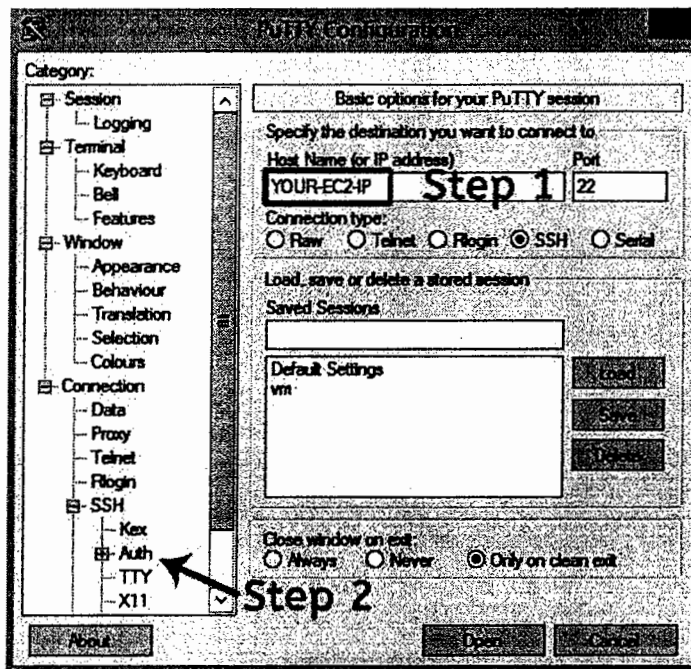 PuTTY Configuration
Category:
Session
Logging
Terminal
Keyboard
Bell
Features
Window
Appearance
Behaviour
Translation
Selection
Colours
Connection
Data
Proxy
Telnet
Rlogin
SSH
Kex
Auth
TTY
X11
Basic options for your PuTTY session
Specify the destination you want to connect to
Host Name (or IP address) Port
YOUR-EC2-IP Step 1 22
Connection type:
Raw Telnet Rlogin SSH Serial
Load, save or delete a stored session
Saved Sessions
Default Settings
vm
Load
Save
Delete
Close window on exit
Always Never Only on clean exit
Step 2
About Open Cancel